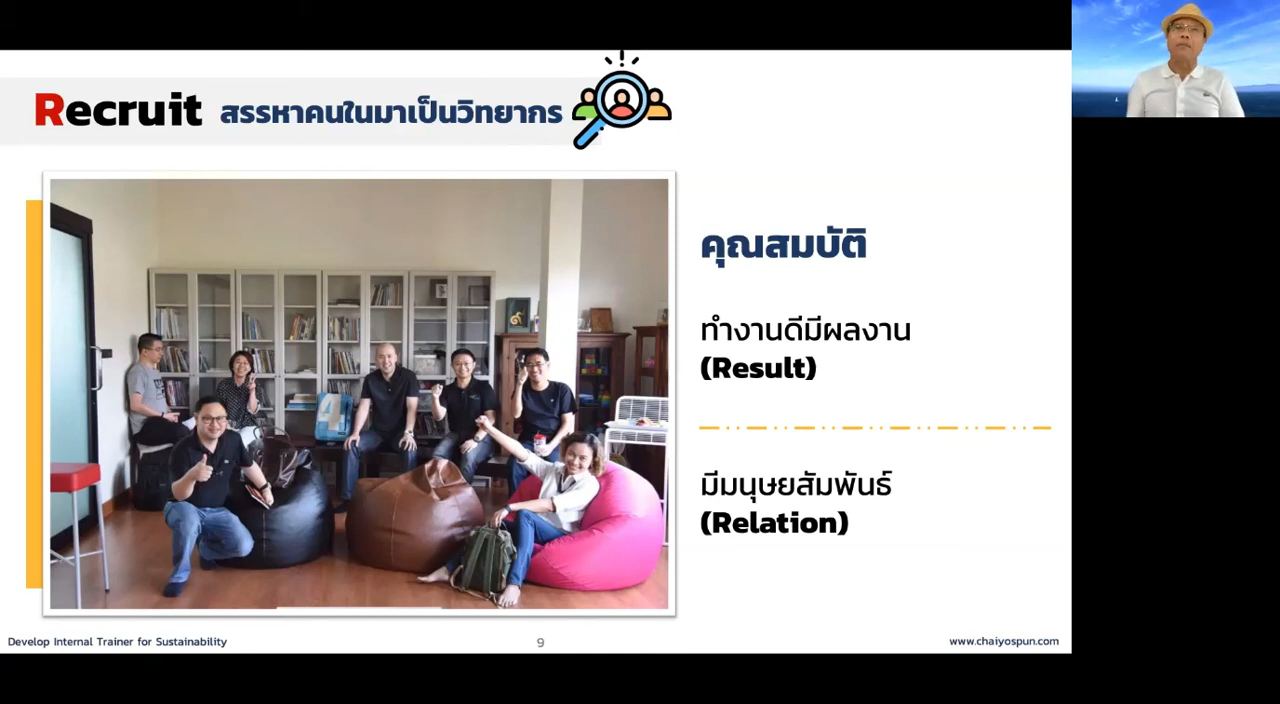 Recruit สรรหาคนในมาเป็นวิทยากร
คุณสมบัติ
ทำงานดีมีผลงาน
(Result)
มีมนุษยสัมพันธ์
(Relation)
Develop Internal Trainer for Sustainability
9
www.chaiyospun.com